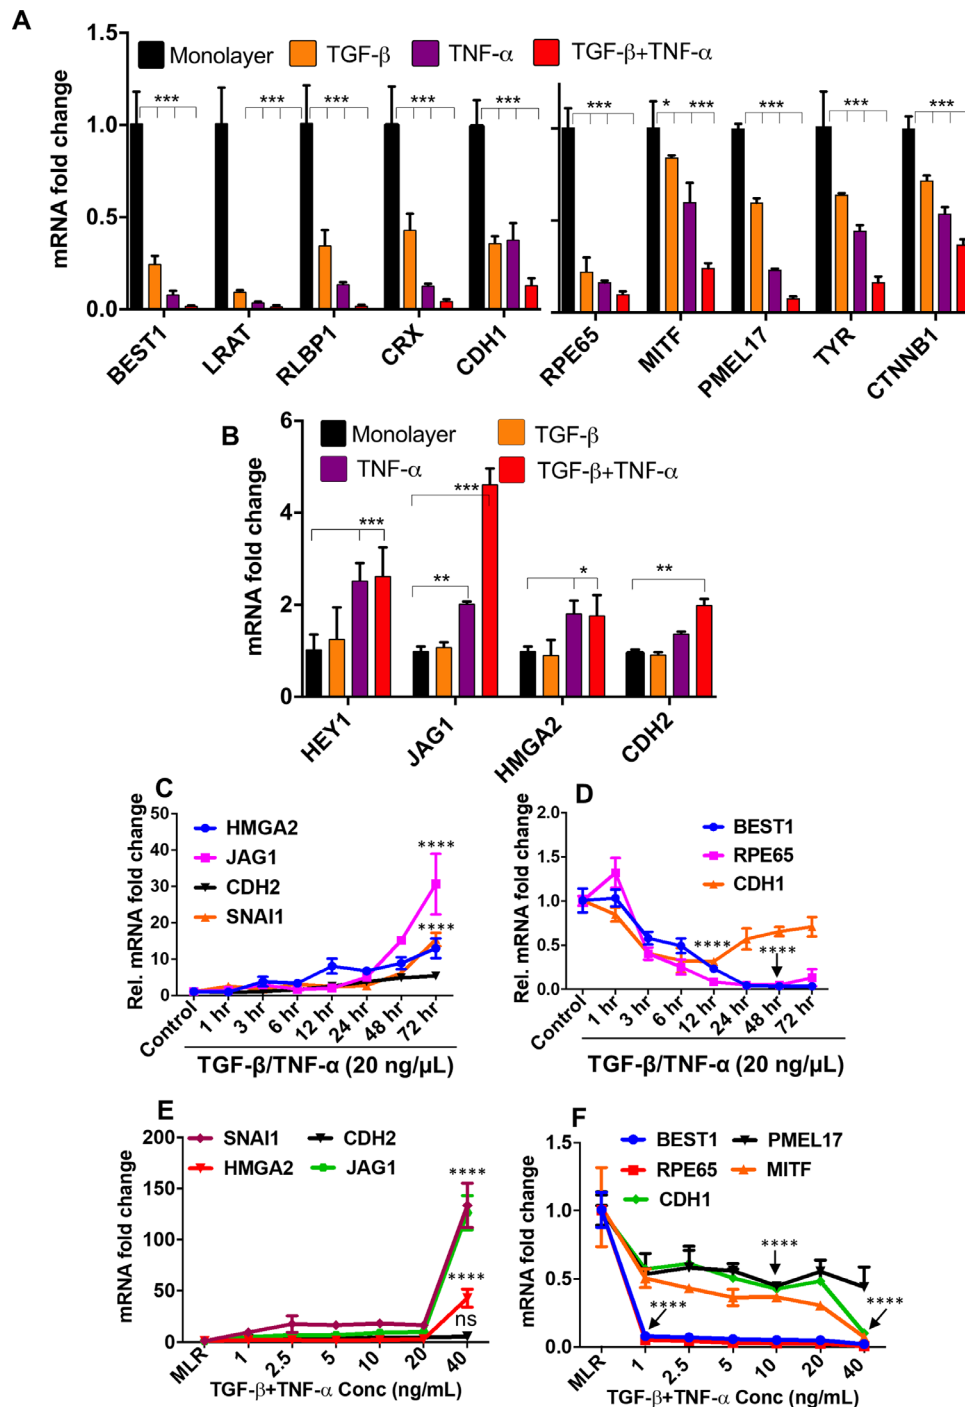 A
Monolayer TGF-β TNF-α TGF-β+TNF-α
mRNA fold change
1.5
1.0
0.5
0.0
*** *** *** *** ***
*** * *** *** *** ***
BEST1 LRAT RLBP1 CRX CDH1
RPE65 MITF PMEL17 TYR CTNNB1
B
Monolayer TGF-β
TNF-α TGF-β+TNF-α
mRNA fold change
6
4
2
0
*** ** *** * **
HEY1 JAG1 HMGA2 CDH2
C
Rel. mRNA fold change
50
40
30
20
10
0
HMGA2
JAG1
CDH2
SNAI1
****
****
Control 1 hr 3 hr 6 hr 12 hr 24 hr 48 hr 72 hr
TGF-β/TNF-α (20 ng/μL)
D
Rel. mRNA fold change
2.0
1.5
1.0
0.5
0.0
BEST1
RPE65
CDH1
**** ****
Control 1 hr 3 hr 6 hr 12 hr 24 hr 48 hr 72 hr
TGF-β/TNF-α (20 ng/μL)
E
mRNA fold change
200
150
100
50
0
SNAI1 CDH2
HMGA2 JAG1
****
****
ns
MLR 1 2.5 5 10 20 40
TGF-β+TNF-α Conc (ng/mL)
F
mRNA fold change
1.5
1.0
0.5
0.0
BEST1 PMEL17
RPE65 MITF
CDH1
****
****
****
MLR 1 2.5 5 10 20 40
TGF-β+TNF-α Conc (ng/mL)